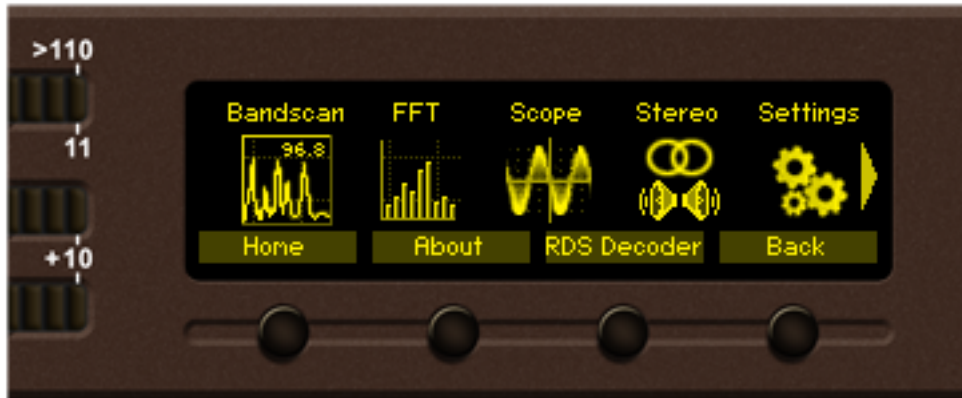 >110
11
+10
Bandscan FFT Scope Stereo Settings
96.8
Home About RDS Decoder Back